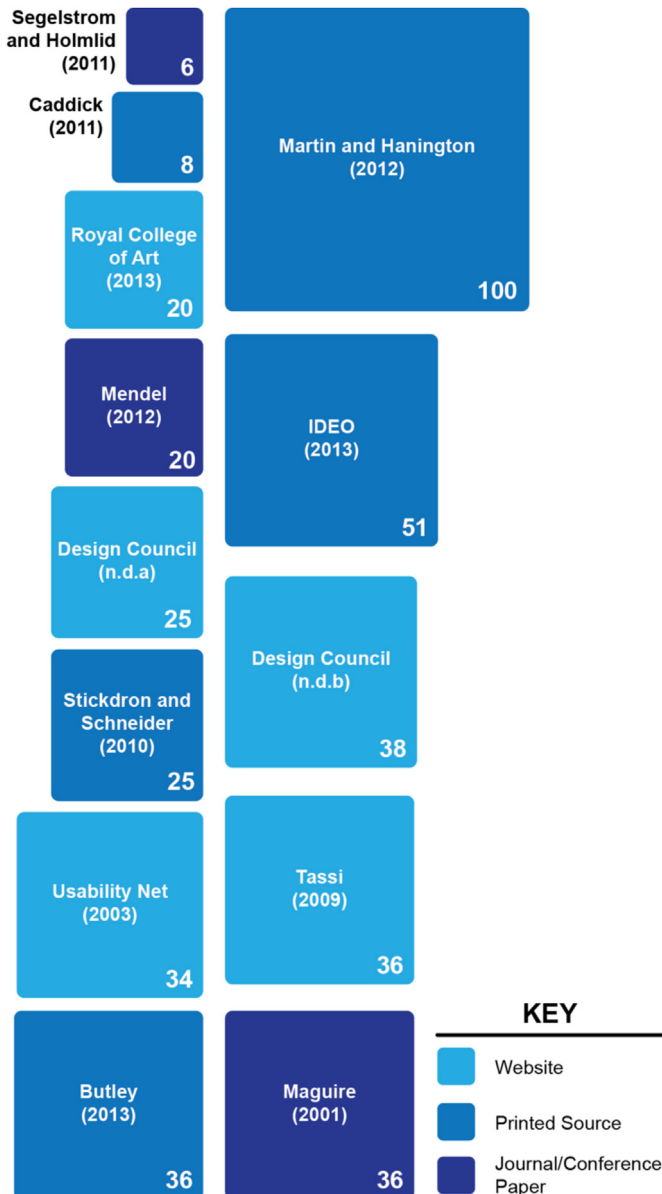 Segelstrom
and Holmlid
(2011)
6
Caddick
(2011)
8
Royal College
of Art
(2013)
20
Mendel
(2012)
20
Design Council
(n.d.a)
25
Stickdron and
Schneider
(2010)
25
Usability Net
(2003)
34
Butley
(2013)
36
Martin and Hanington
(2012)
100
IDEO
(2013)
51
Design Council
(n.d.b)
38
Tassi
(2009)
36
Maguire
(2001)
36
KEY
Website
Printed Source
Journal/Conference
Paper